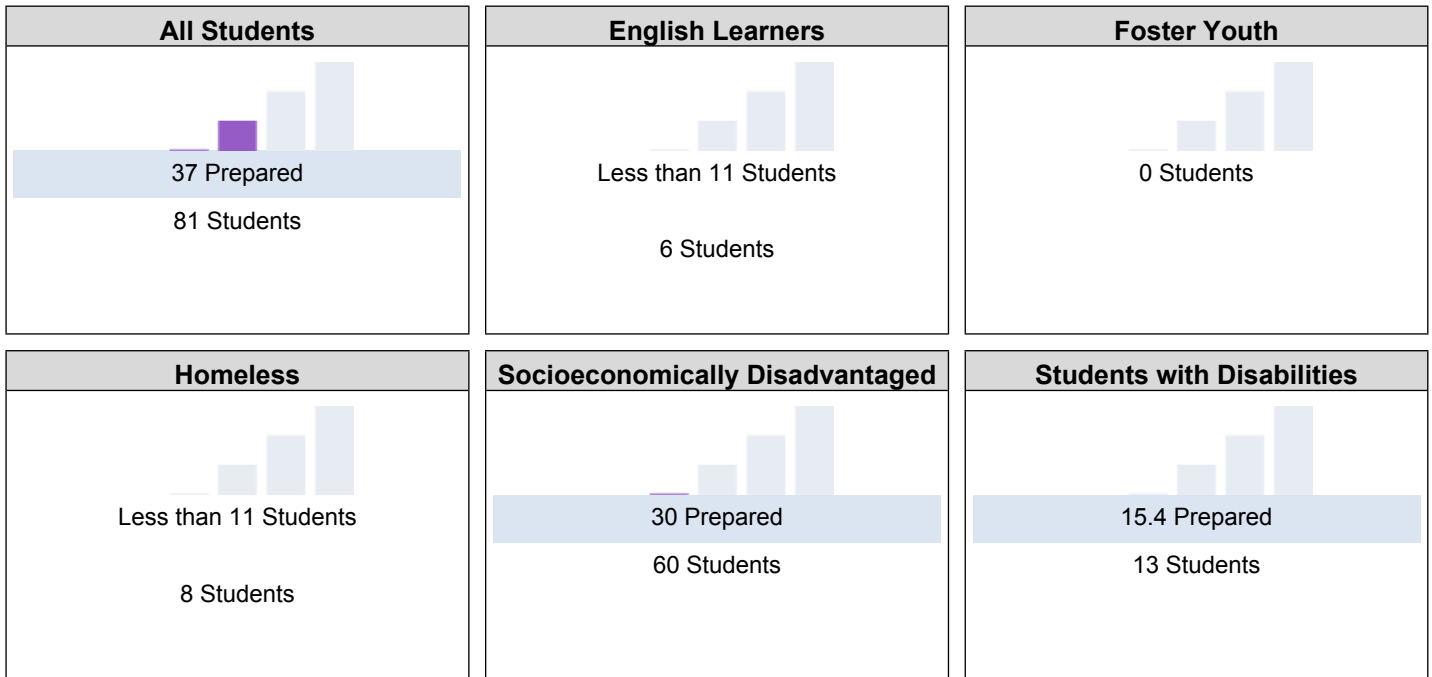 All Students
37 Prepared
81 Students
English Learners
Less than 11 Students
6 Students
Foster Youth
0 Students
Homeless
Less than 11 Students
8 Students
Socioeconomically Disadvantaged
30 Prepared
60 Students
Students with Disabilities
15.4 Prepared
13 Students